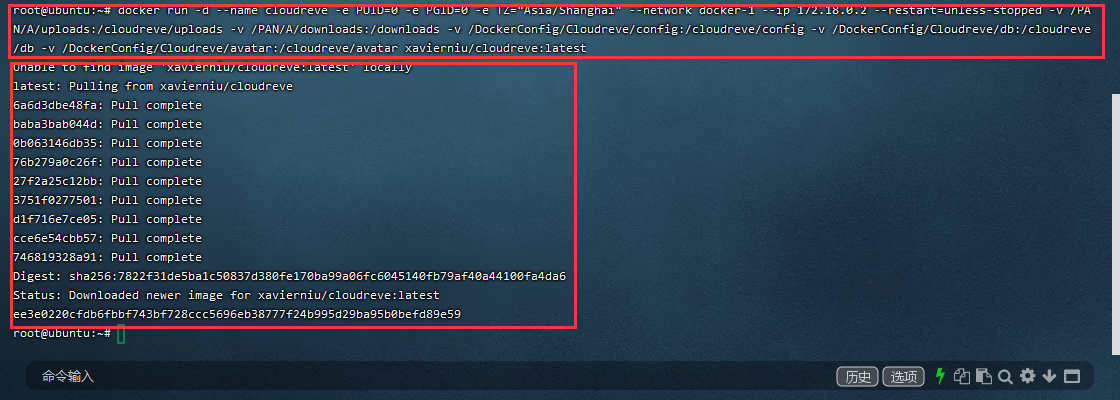 root@ubuntu:~# docker run -d --name cloudreve -e PUID=0 -e PGID=0 -e TZ="Asia/Shanghai" --network docker-1 --ip 172.18.0.2 --restart=unless-stopped -v /PA
N/A/uploads:/cloudreve/uploads -v /PAN/A/downloads:/downloads -v /DockerConfig/Cloudreve/config:/cloudreve/config -v /DockerConfig/Cloudreve/db:/cloudreve
/db -v /DockerConfig/Cloudreve/avatar:/cloudreve/avatar xavierniu/cloudreve:latest
Unable to find image 'xavierniu/cloudreve:latest' locally
latest: Pulling from xavierniu/cloudreve
6a6d3dbe48fa: Pull complete
baba3bab044d: Pull complete
0b063146db35: Pull complete
76b279a0c26f: Pull complete
27f2a25c12bb: Pull complete
3751f0277501: Pull complete
d1f716e7ce05: Pull complete
cce6e54cbb57: Pull complete
746819328a91: Pull complete
Digest: sha256:7822f31de5ba1c50837d380fe170ba99a06fc6045140fb79af40a44100fa4da6
Status: Downloaded newer image for xavierniu/cloudreve:latest
ee3e0220cfdb6fbbf743bf728ccc5696eb38777f24b995d29ba95b0befd89e59
root@ubuntu:~#
命令输入 历史 选项